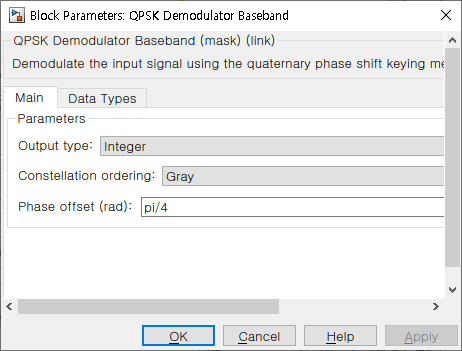 Block Parameters: QPSK Demodulator Baseband
QPSK Demodulator Baseband (mask) (link)
Demodulate the input signal using the quaternary phase shift keying me
Main Data Types
Parameters
Output type: Integer
Constellation ordering: Gray
Phase offset (rad): pi/4
OK Cancel Help Apply